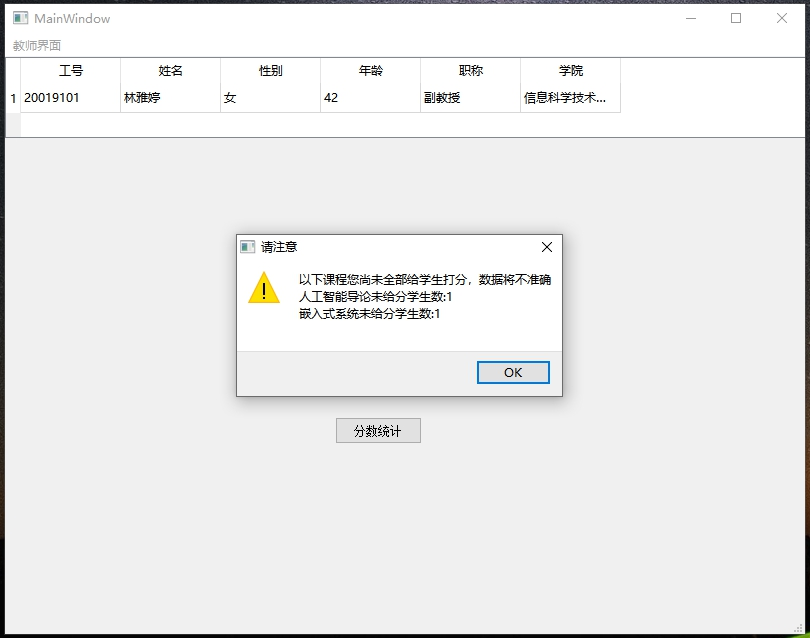 MainWindow
教师界面
工号 姓名 性别 年龄 职称 学院
1 20019101 林雅婷 女 42 副教授 信息科学技术...
请注意
以下课程您尚未全部给学生打分，数据将不准确
人工智能导论未给分学生数:1
嵌入式系统未给分学生数:1
OK
分数统计